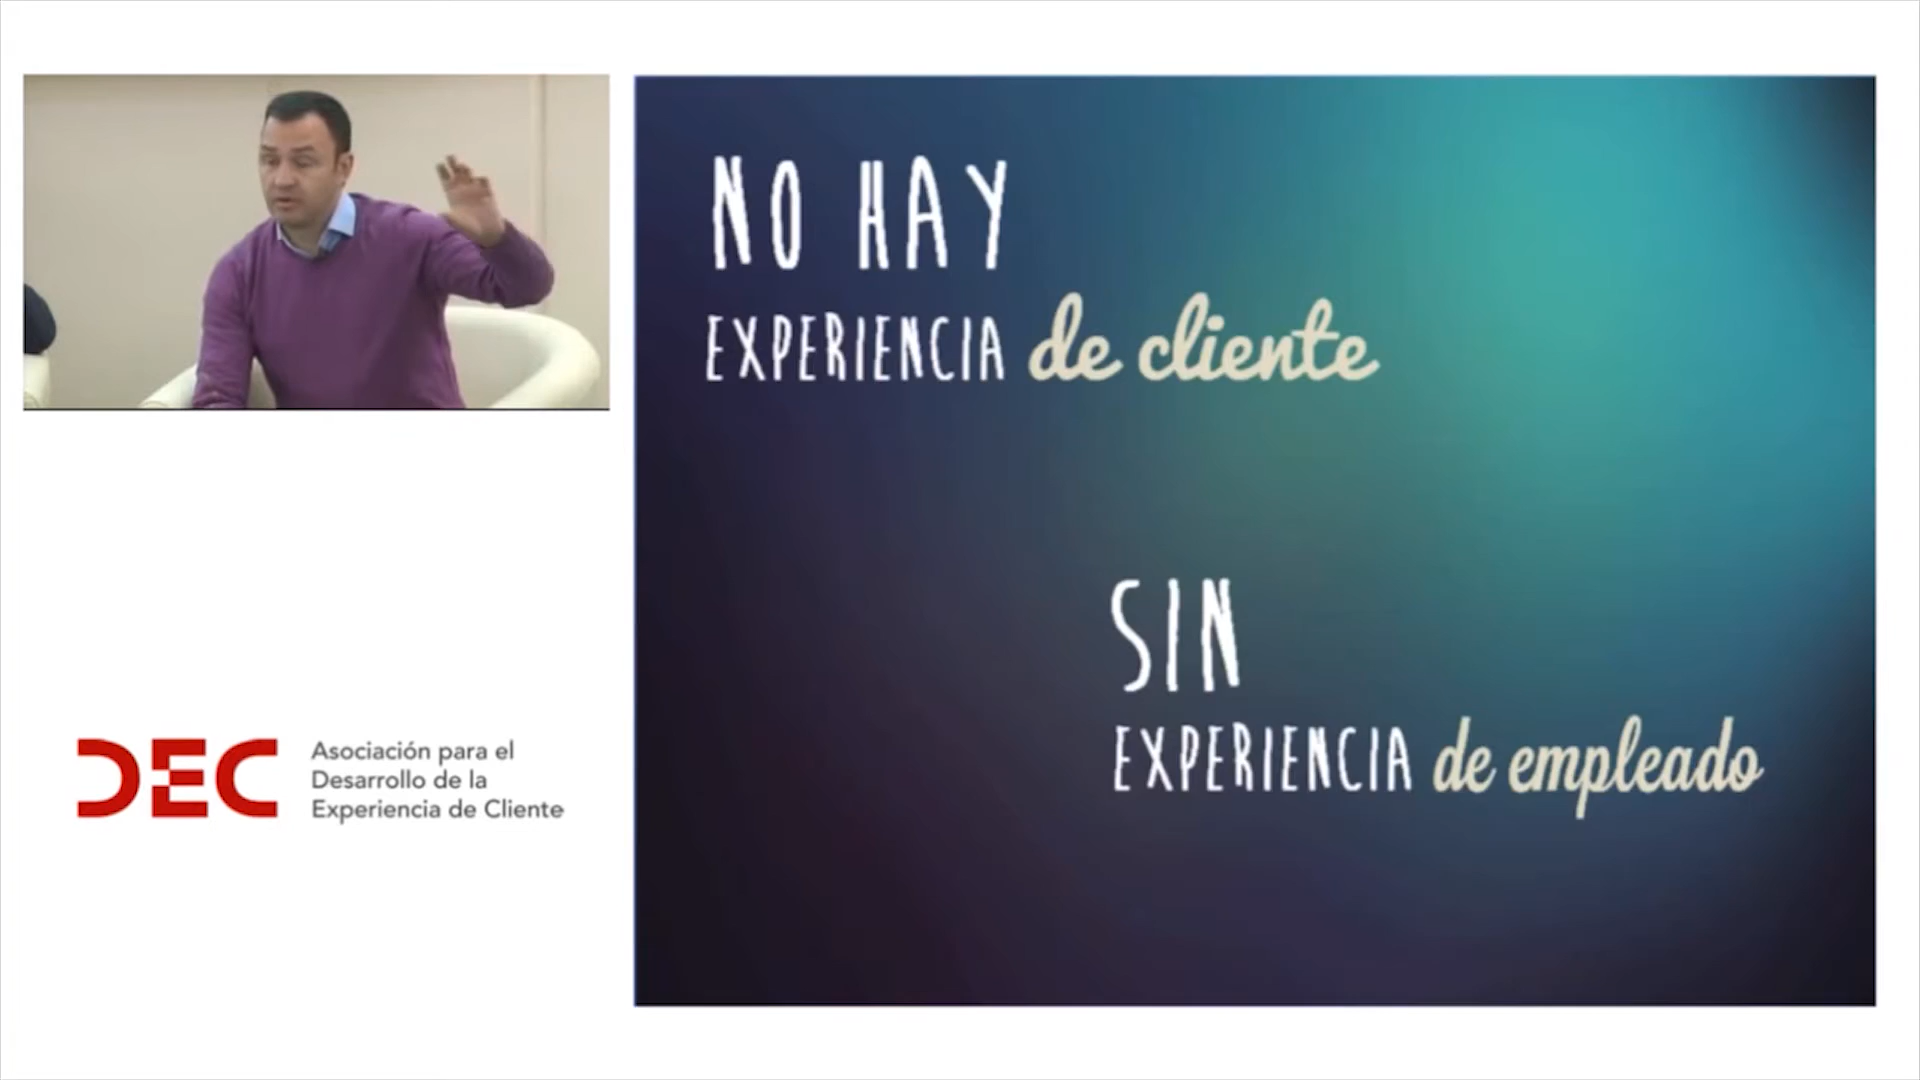 NO HAY
EXPERIENCIA de cliente
SIN
EXPERIENCIA de empleado
DEC
Asociación para el
Desarrollo de la
Experiencia de Cliente